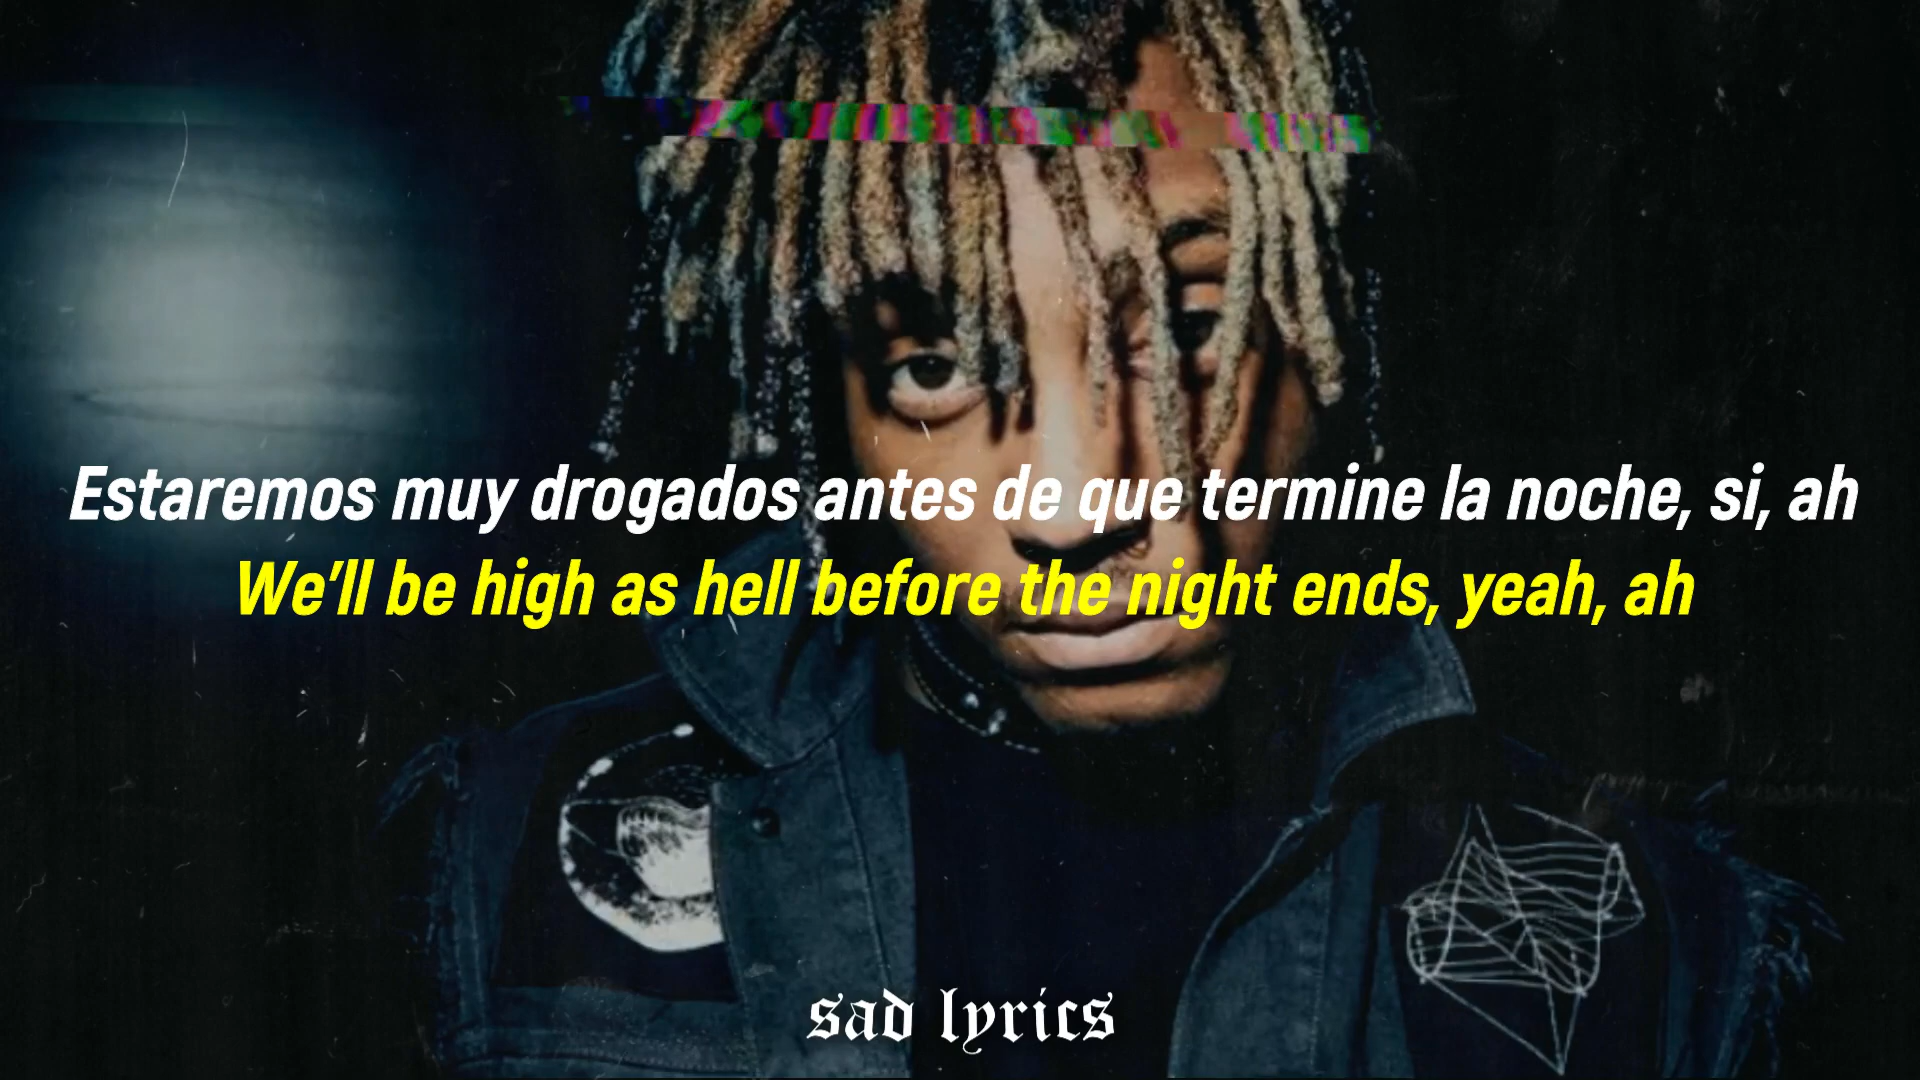 Estaremos muy drogados antes de que termine la noche, si, ah
We'll be high as hell before the night ends, yeah, ah
sad lyrics